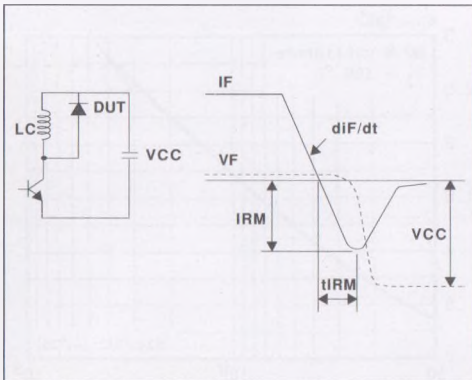 IF
DUT
diF/dt
LC
VCC
VF
IRM
VCC
tIRM